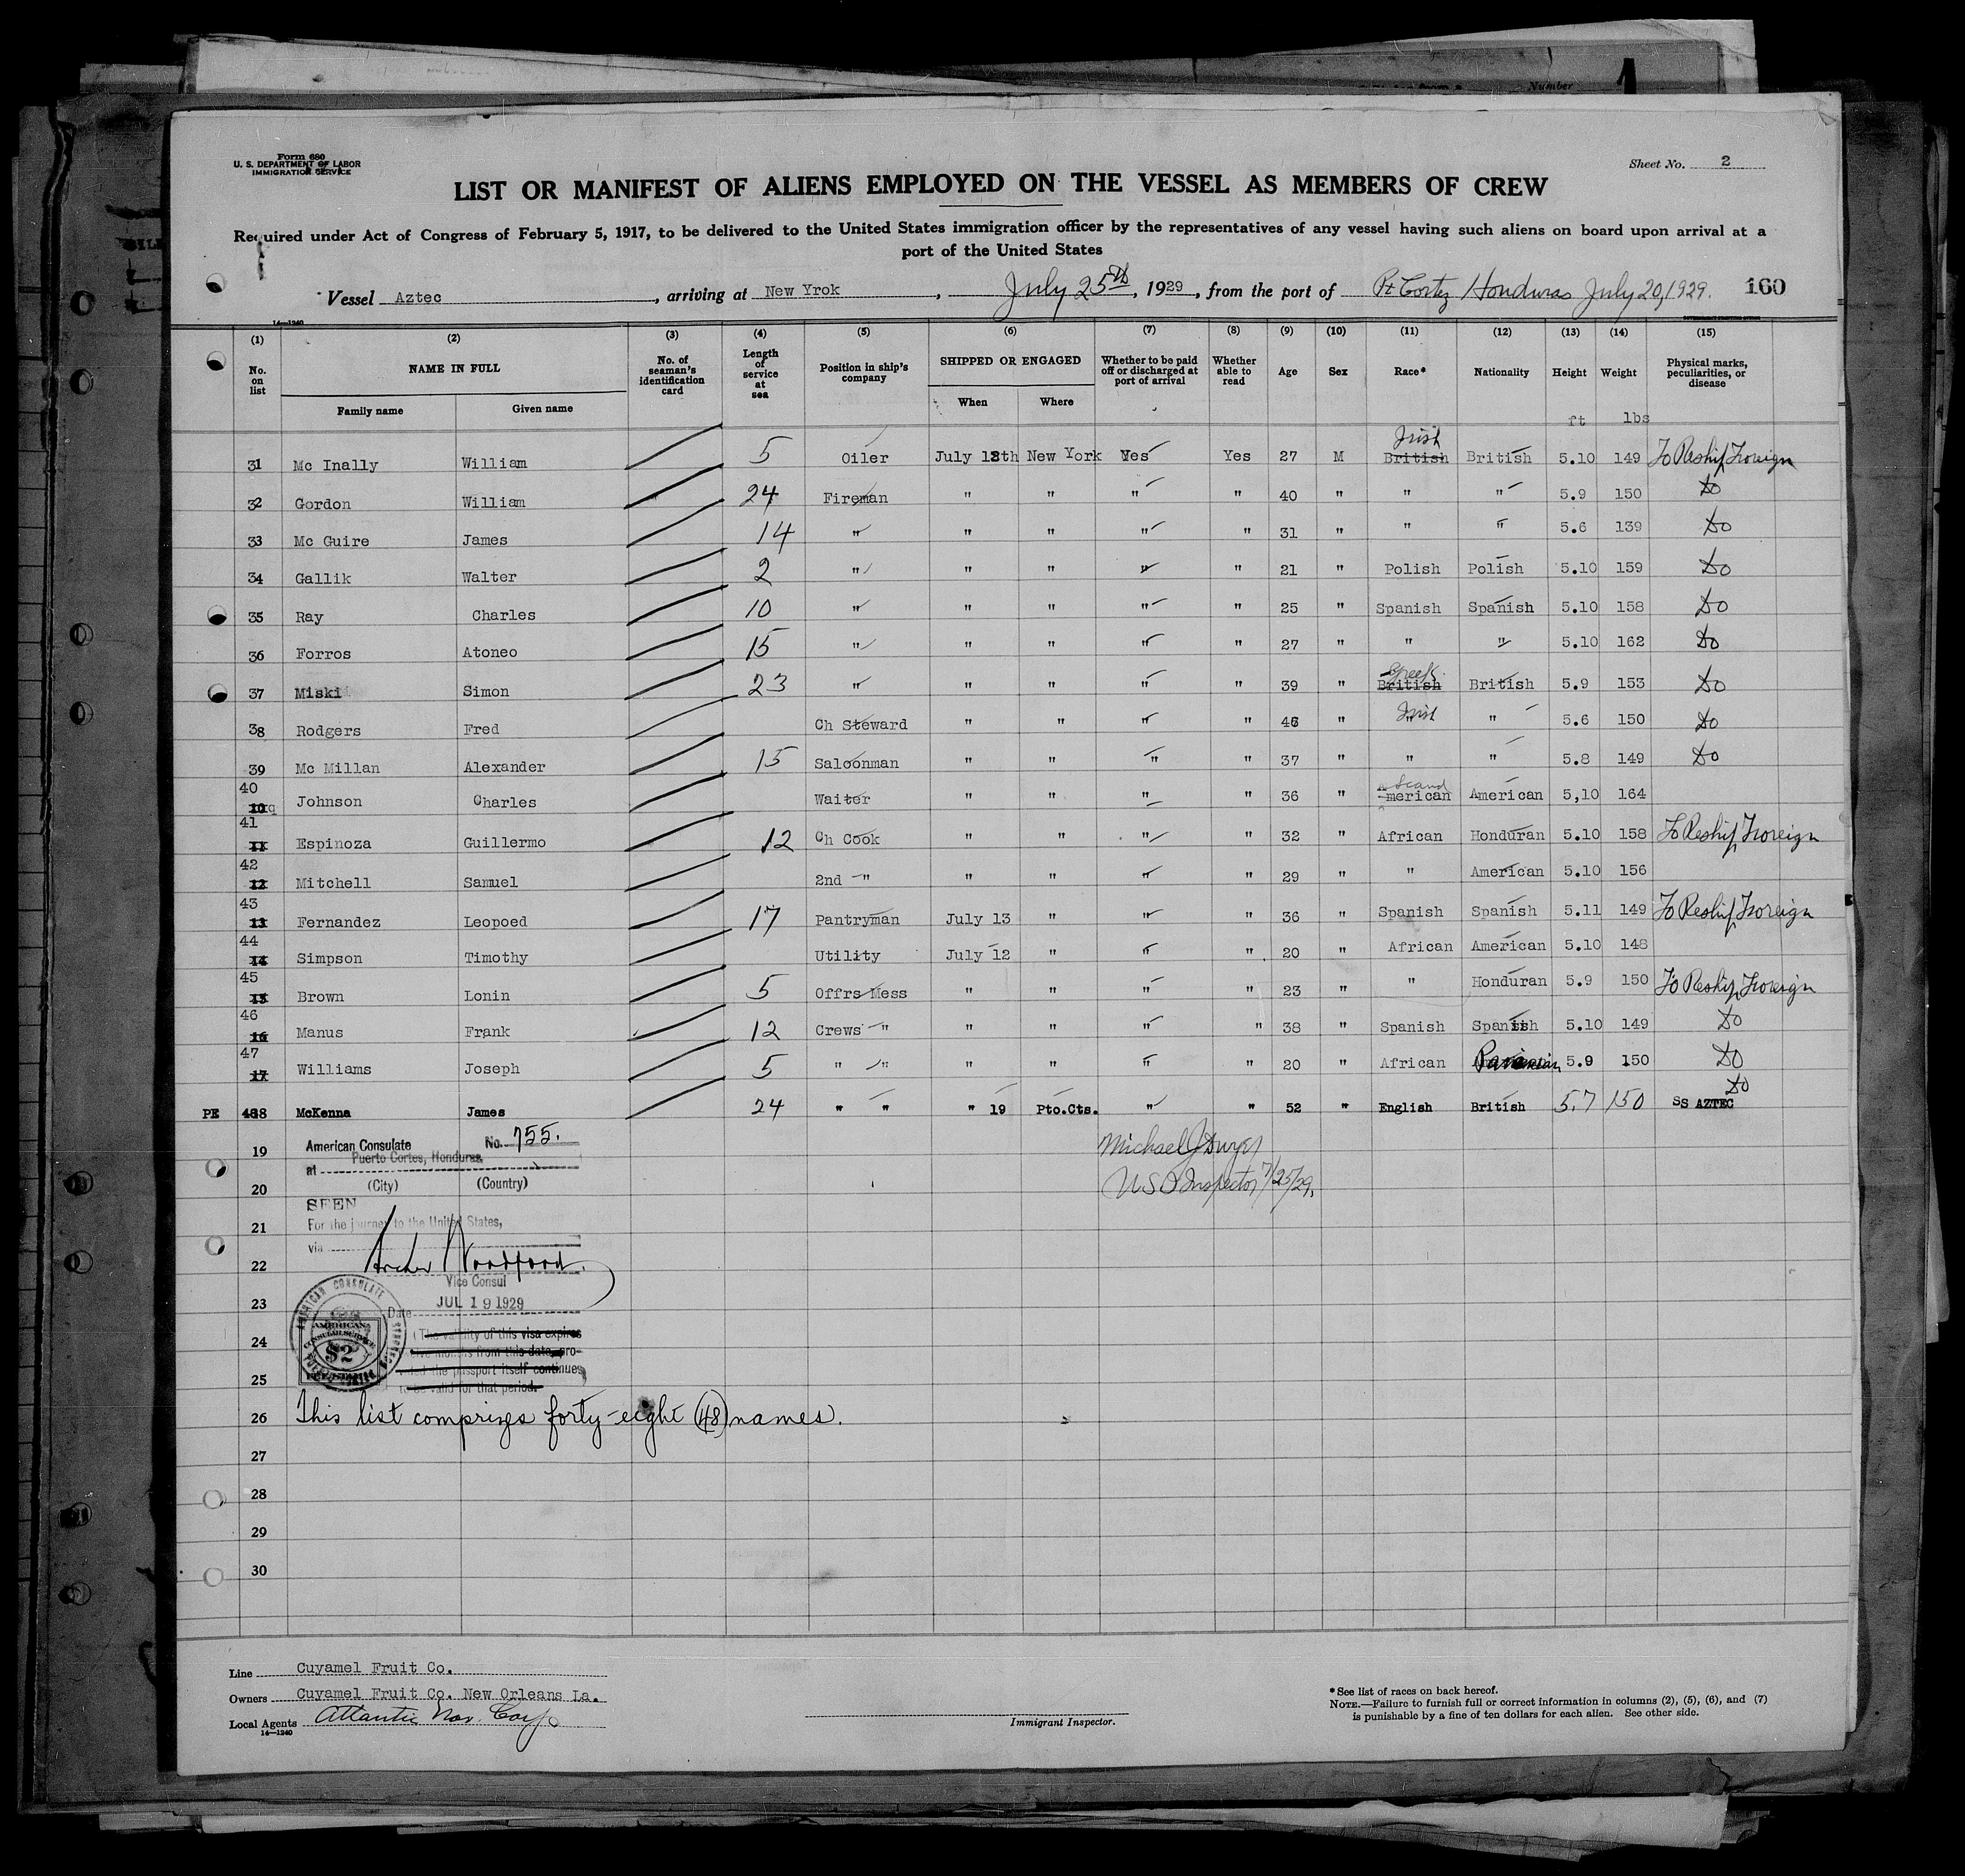 Number 1
Form 680
U. S. DEPARTMENT OF LABOR
IMMIGRATION SERVICE
Sheet No. 2
LIST OR MANIFEST OF ALIENS EMPLOYED ON THE VESSEL AS MEMBERS OF CREW
Required under Act of Congress of February 5, 1917, to be delivered to the United States immigration officer by the representatives of any vessel having such aliens on board upon arrival at a
port of the United States
Vessel Aztec, arriving at New Yrok, July 25th, 1929, from the port of Pt Cortez Honduras July 20, 1929. 160
14—1240
(1) (2) (3) (4) (5) (6) (7) (8) (9) (10) (11) (12) (13) (14) (15)
No. on list NAME IN FULL No. of seaman's identification card Length of service at sea Position in ship's company SHIPPED OR ENGAGED Whether to be paid off or discharged at port of arrival Whether able to read Age Sex Race* Nationality Height Weight Physical marks, peculiarities, or disease
Family name Given name When Where ft lbs
31 Mc Inally William 5 Oiler July 12th New York Yes Yes 27 M British Irish British 5.10 149 To Reship Foreign
32 Gordon William 24 Fireman " " " " 40 " " " 5.9 150 do
33 Mc Guire James 14 " " " " " 31 " " " 5.6 139 do
34 Gallik Walter 2 " " " " " 21 " Polish Polish 5.10 159 do
35 Ray Charles 10 " " " " " 25 " Spanish Spanish 5.10 158 do
36 Forros Atoneo 15 " " " " " 27 " " " 5.10 162 do
37 Miski Simon 23 " " " " " 39 " British Greek British 5.9 153 do
38 Rodgers Fred Ch Steward " " " " 46 " " Irish " 5.6 150 do
39 Mc Millan Alexander 15 Saloonman " " " " 37 " " " 5.8 149 do
40 10 Johnson Charles Waiter " " " " 36 " American Scand American 5,10 164
41 11 Espinoza Guillermo 12 Ch Cook " " " " 32 " African Honduran 5.10 158 To Reship Foreign
42 12 Mitchell Samuel 2nd " " " " " 29 " " American 5.10 156
43 13 Fernandez Leopoed 17 Pantryman July 13 " " " 36 " Spanish Spanish 5.11 149 To Reship Foreign
44 14 Simpson Timothy Utility July 12 " " " 20 " African American 5.10 148
45 15 Brown Lonin 5 Offrs Mess " " " " 23 " " Honduran 5.9 150 To Reship Foreign
46 16 Manus Frank 12 Crews " " " " " 38 " Spanish Spanish 5.10 149 do
47 17 Williams Joseph 5 " " " " " " 20 " African 5.9 150 do
PE 48 McKenna James 24 " " " 19 Pto.Cts. " " 52 " English British 5.7 150 SS AZTEC do
19 American Consulate No. 755. Michael J Dwyer
at Puerto Cortes, Honduras
20 (City) (Country) U S I Inspector 7/25/29.
SEEN
21 For the journey to the United States,
via
22 Archer Woodford
Vice Consul
23 Date JUL 19 1929
AMERICAN CONSULATE
AMERICAN CONSULAR SERVICE $2
24 (The validity of this visa expires
twelve months from this date, pro-
vided the passport itself continues
25 to be valid for that period.
26 This list comprizes forty-eight (48) names.
27
28
29
30
Line Cuyamel Fruit Co.
Owners Cuyamel Fruit Co. New Orleans La.
Local Agents Atlantic Nav. Corp
14—1240
Immigrant Inspector.
*See list of races on back hereof.
NOTE.—Failure to furnish full or correct information in columns (2), (5), (6), and (7)
is punishable by a fine of ten dollars for each alien. See other side.